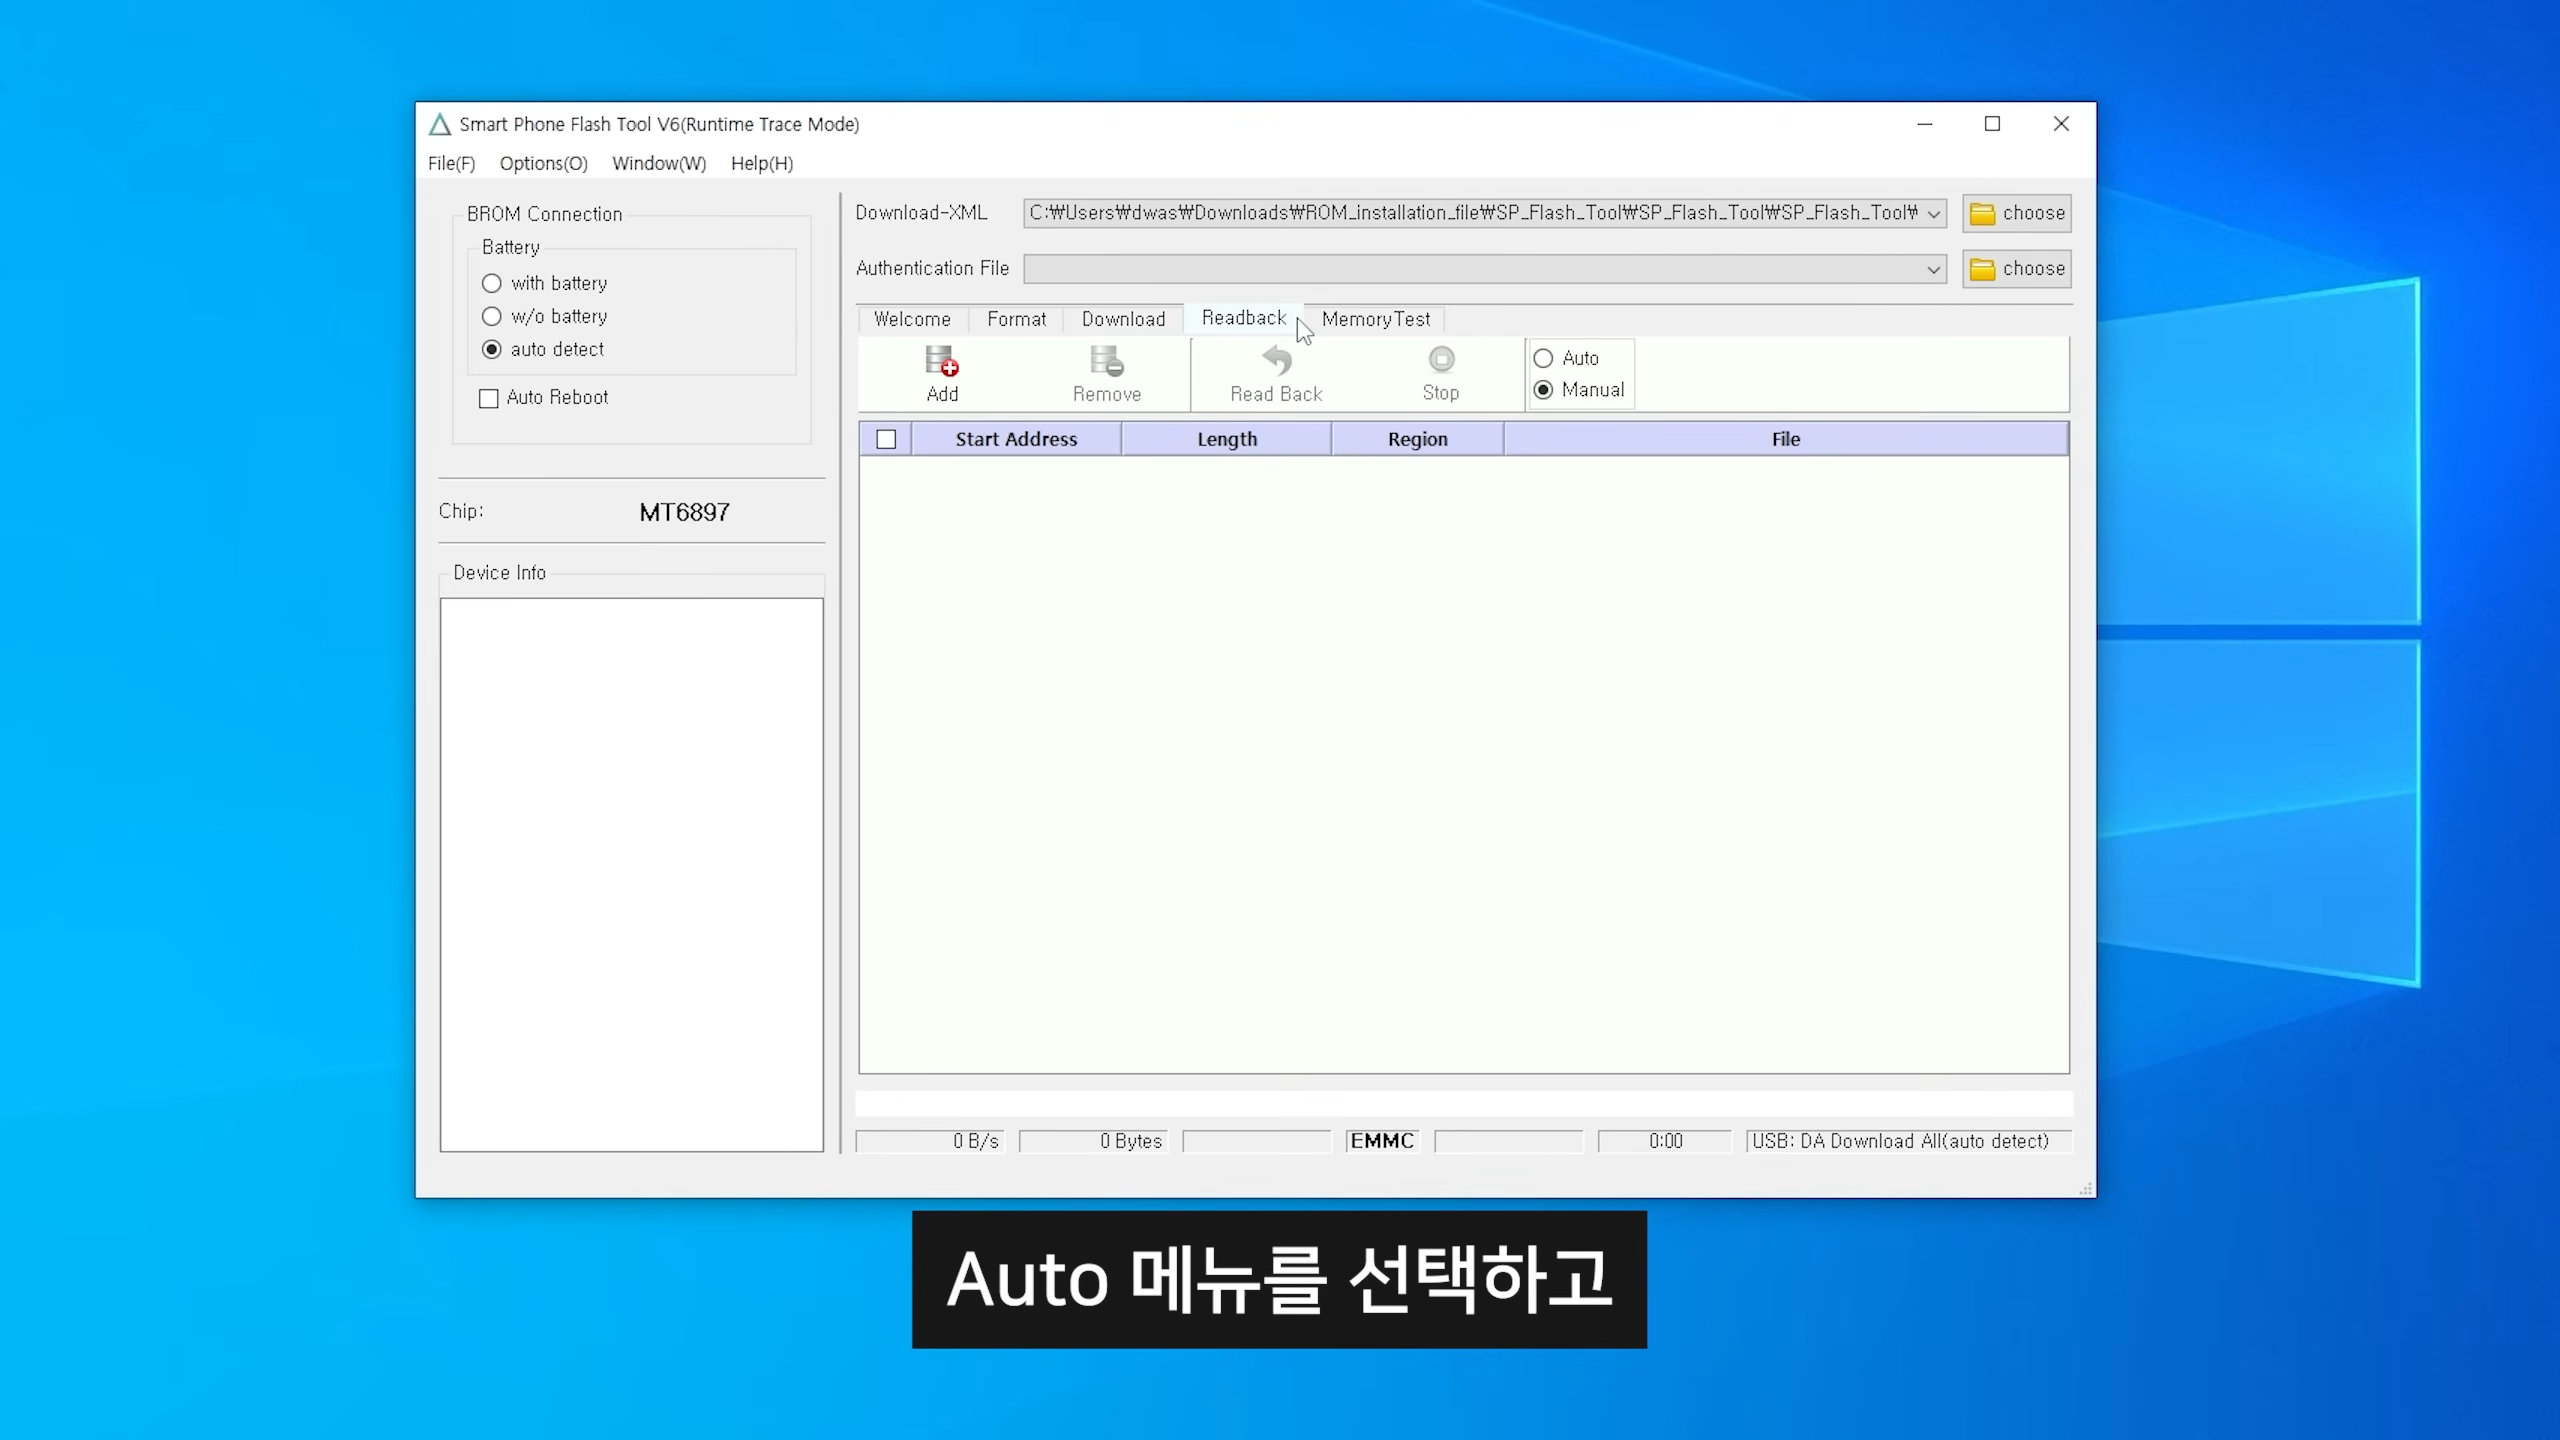 Smart Phone Flash Tool V6(Runtime Trace Mode)
File(F) Options(O) Window(W) Help(H)
BROM Connection
Battery
with battery
w/o battery
auto detect
Auto Reboot
Chip: MT6897
Device Info
Download-XML C:₩Users₩dwas₩Downloads₩ROM_installation_file₩SP_Flash_Tool₩SP_Flash_Tool₩SP_Flash_Tool₩ choose
Authentication File choose
Welcome Format Download Readback MemoryTest
Add Remove Read Back Stop
Auto
Manual
Start Address Length Region File
0 B/s 0 Bytes EMMC 0:00 USB: DA Download All(auto detect)
Auto 메뉴를 선택하고